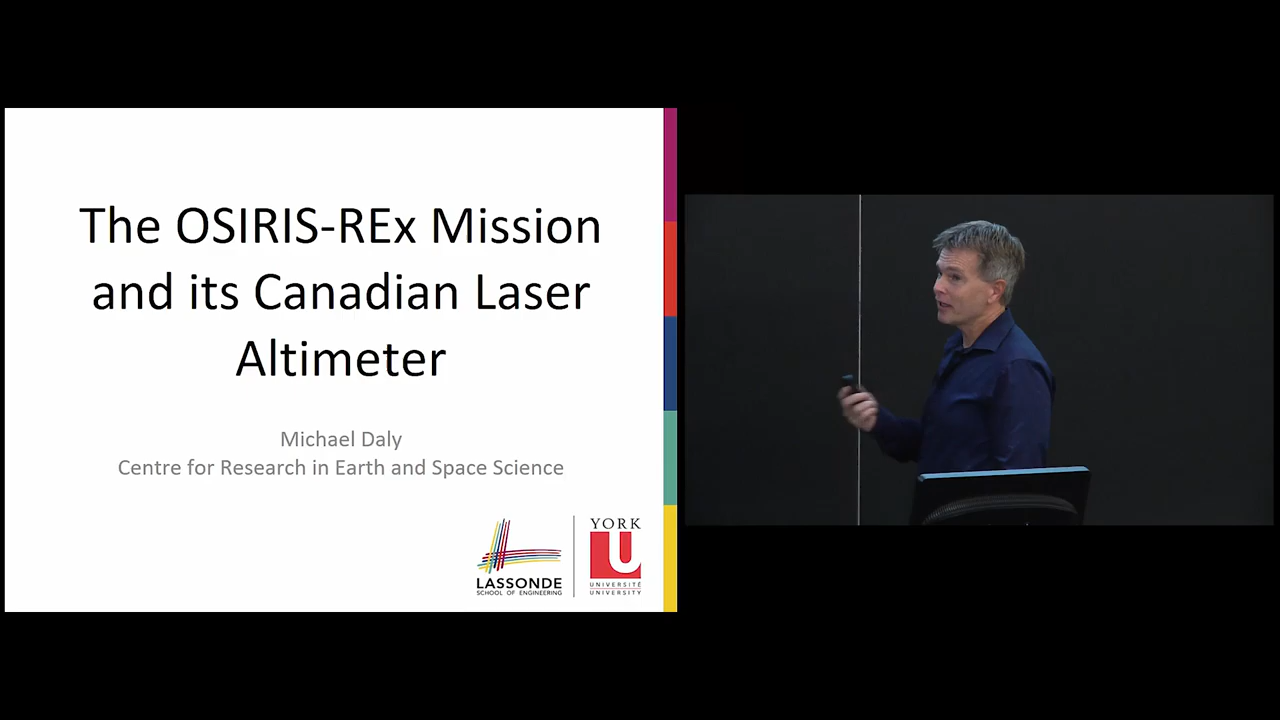 The OSIRIS-REx Mission
and its Canadian Laser
Altimeter
Michael Daly
Centre for Research in Earth and Space Science
LASSONDE
SCHOOL OF ENGINEERING
YORK
U
UNIVERSITÉ
UNIVERSITY